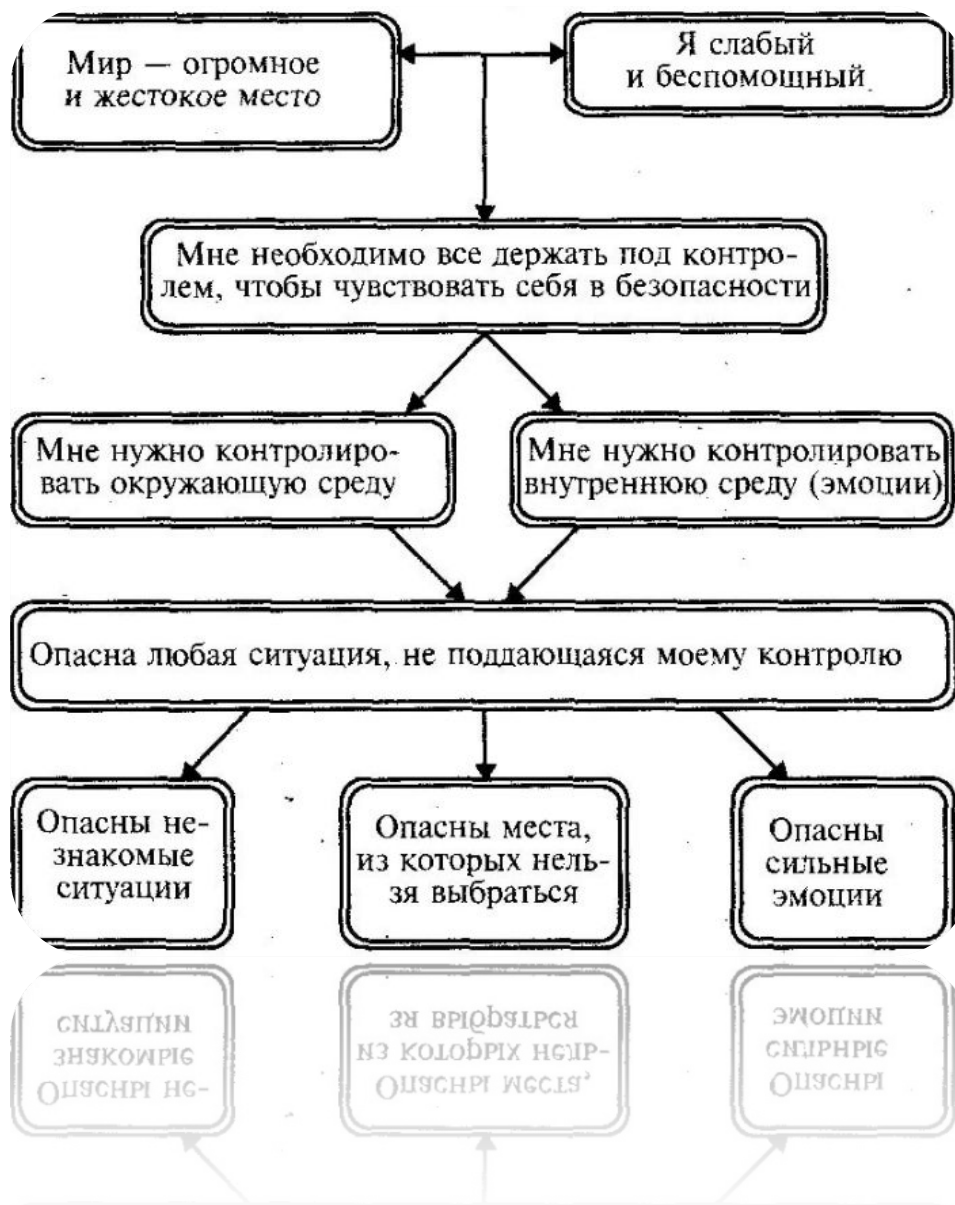 Мир — огромное
и жестокое место
Я слабый
и беспомощный
Мне необходимо все держать под контро-
лем, чтобы чувствовать себя в безопасности
Мне нужно контролиро-
вать окружающую среду
Мне нужно контролировать
внутреннюю среду (эмоции)
Опасна любая ситуация, не поддающаяся моему контролю
Опасны не-
знакомые
ситуации
Опасны места,
из которых нель-
зя выбраться
Опасны
сильные
эмоции